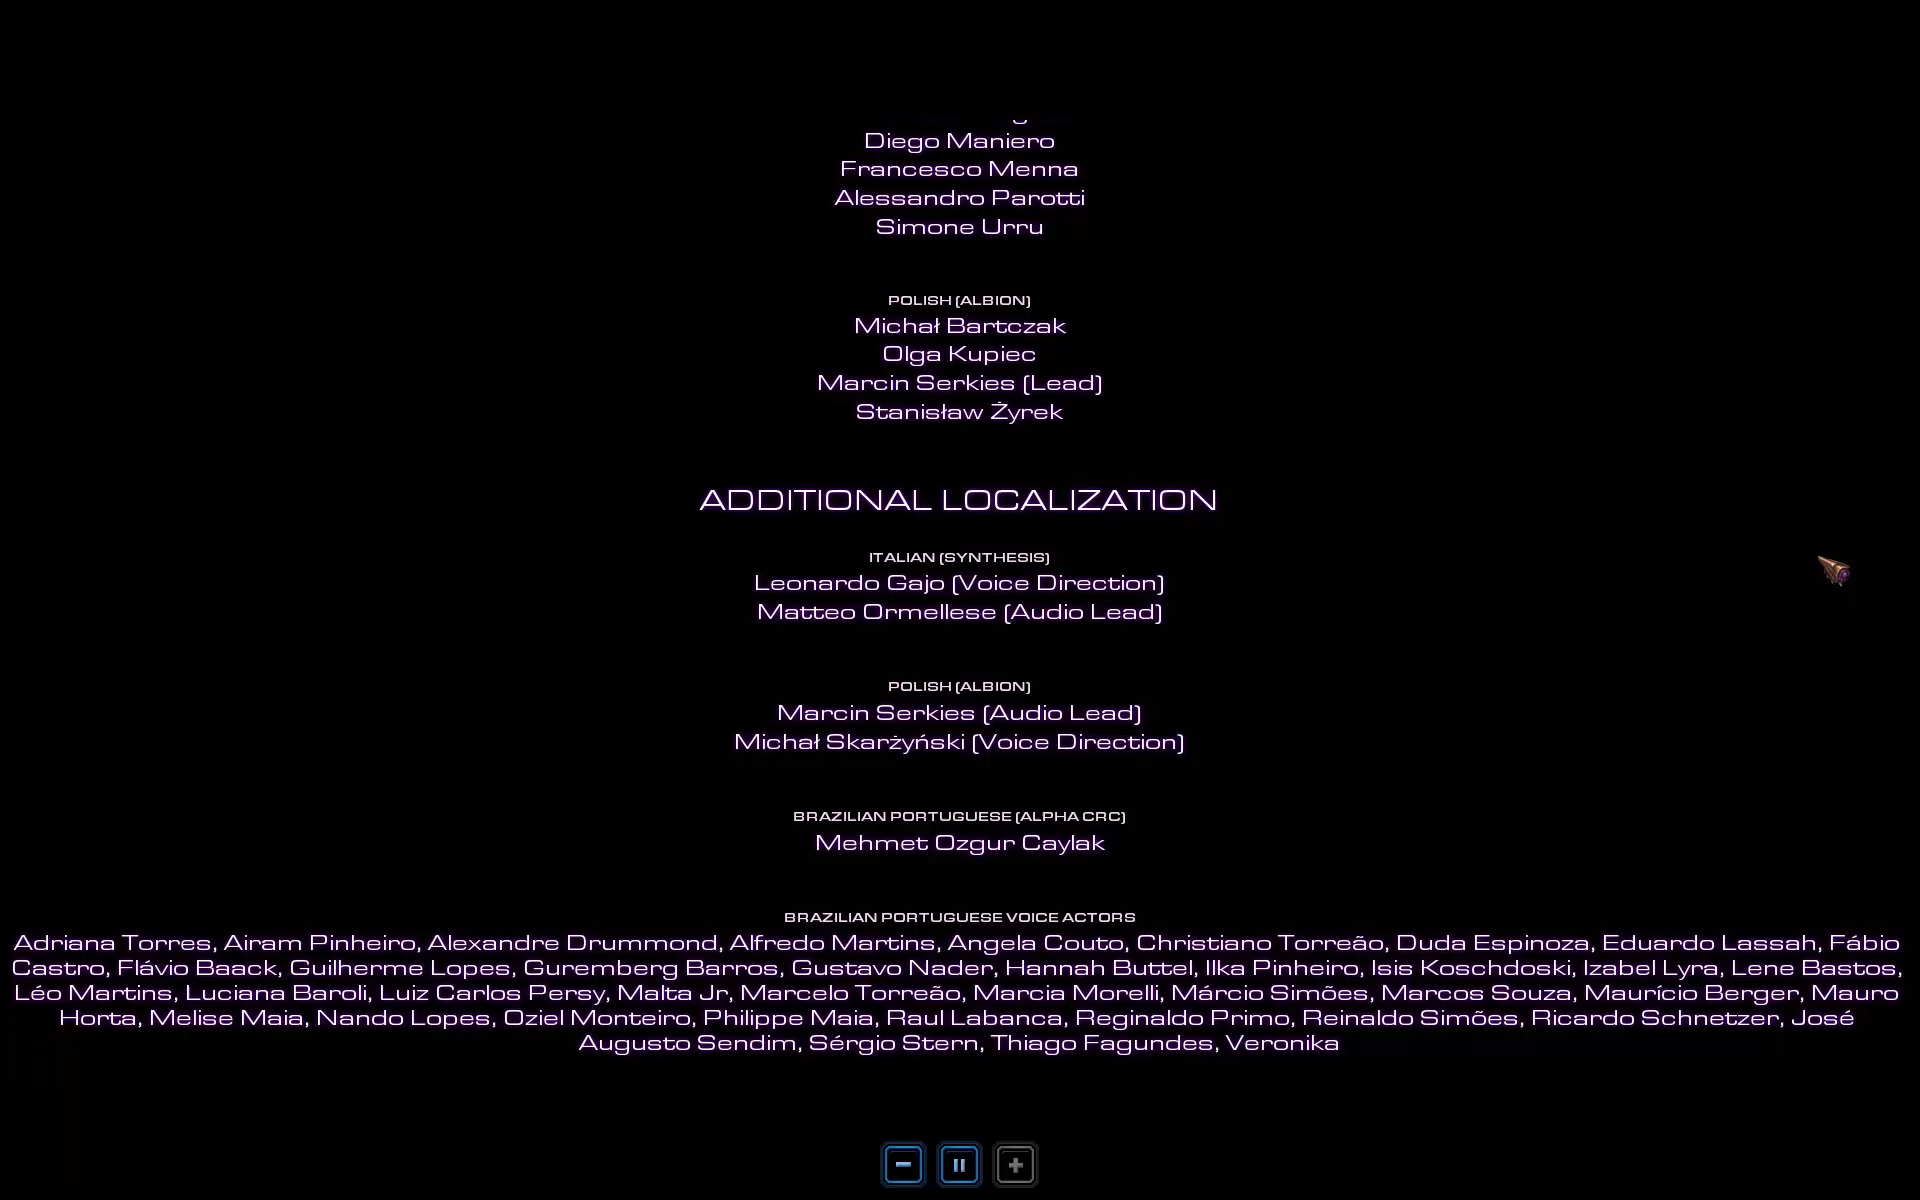 Diego Maniero
Francesco Menna
Alessandro Parotti
Simone Urru
POLISH (ALBION)
Michał Bartczak
Olga Kupiec
Marcin Serkies (Lead)
Stanisław Żyrek
ADDITIONAL LOCALIZATION
ITALIAN (SYNTHESIS)
Leonardo Gajo (Voice Direction)
Matteo Ormellese (Audio Lead)
POLISH (ALBION)
Marcin Serkies (Audio Lead)
Michał Skarżyński (Voice Direction)
BRAZILIAN PORTUGUESE (ALPHA CRC)
Mehmet Ozgur Caylak
BRAZILIAN PORTUGUESE VOICE ACTORS
Adriana Torres, Airam Pinheiro, Alexandre Drummond, Alfredo Martins, Angela Couto, Christiano Torreão, Duda Espinoza, Eduardo Lassah, Fábio
Castro, Flávio Baack, Guilherme Lopes, Guremberg Barros, Gustavo Nader, Hannah Buttel, Ilka Pinheiro, Isis Koschdoski, Izabel Lyra, Lene Bastos,
Léo Martins, Luciana Baroli, Luiz Carlos Persy, Malta Jr, Marcelo Torreão, Marcia Morelli, Márcio Simões, Marcos Souza, Maurício Berger, Mauro
Horta, Melise Maia, Nando Lopes, Oziel Monteiro, Philippe Maia, Raul Labanca, Reginaldo Primo, Reinaldo Simões, Ricardo Schnetzer, José
Augusto Sendim, Sérgio Stern, Thiago Fagundes, Veronika